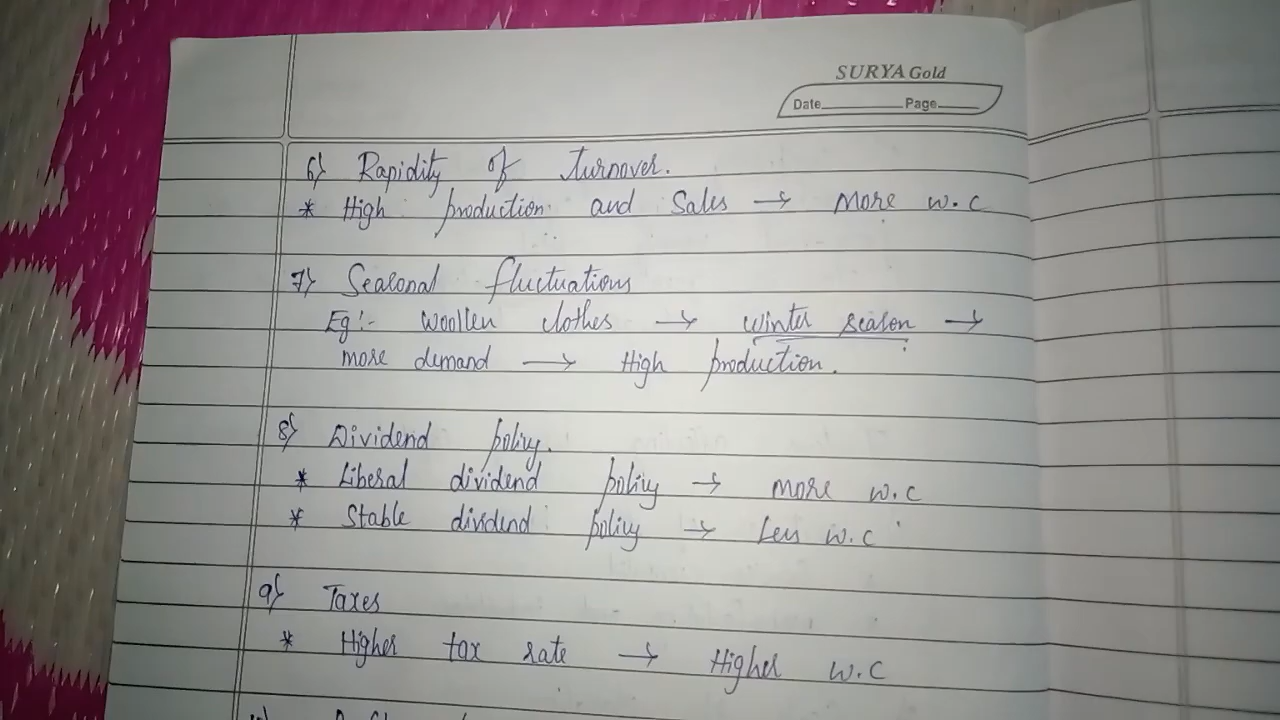 SURYA Gold
Date Page
6) Rapidity of turnover.
* High production and Sales → more w.c
7) Seasonal fluctuations
Eg:- Woollen clothes → winter season →
more demand → High production.
8) Dividend policy.
* Liberal dividend policy → more w.c
* Stable dividend policy → Less w.c
9) Taxes
* Higher tax rate → Higher w.c